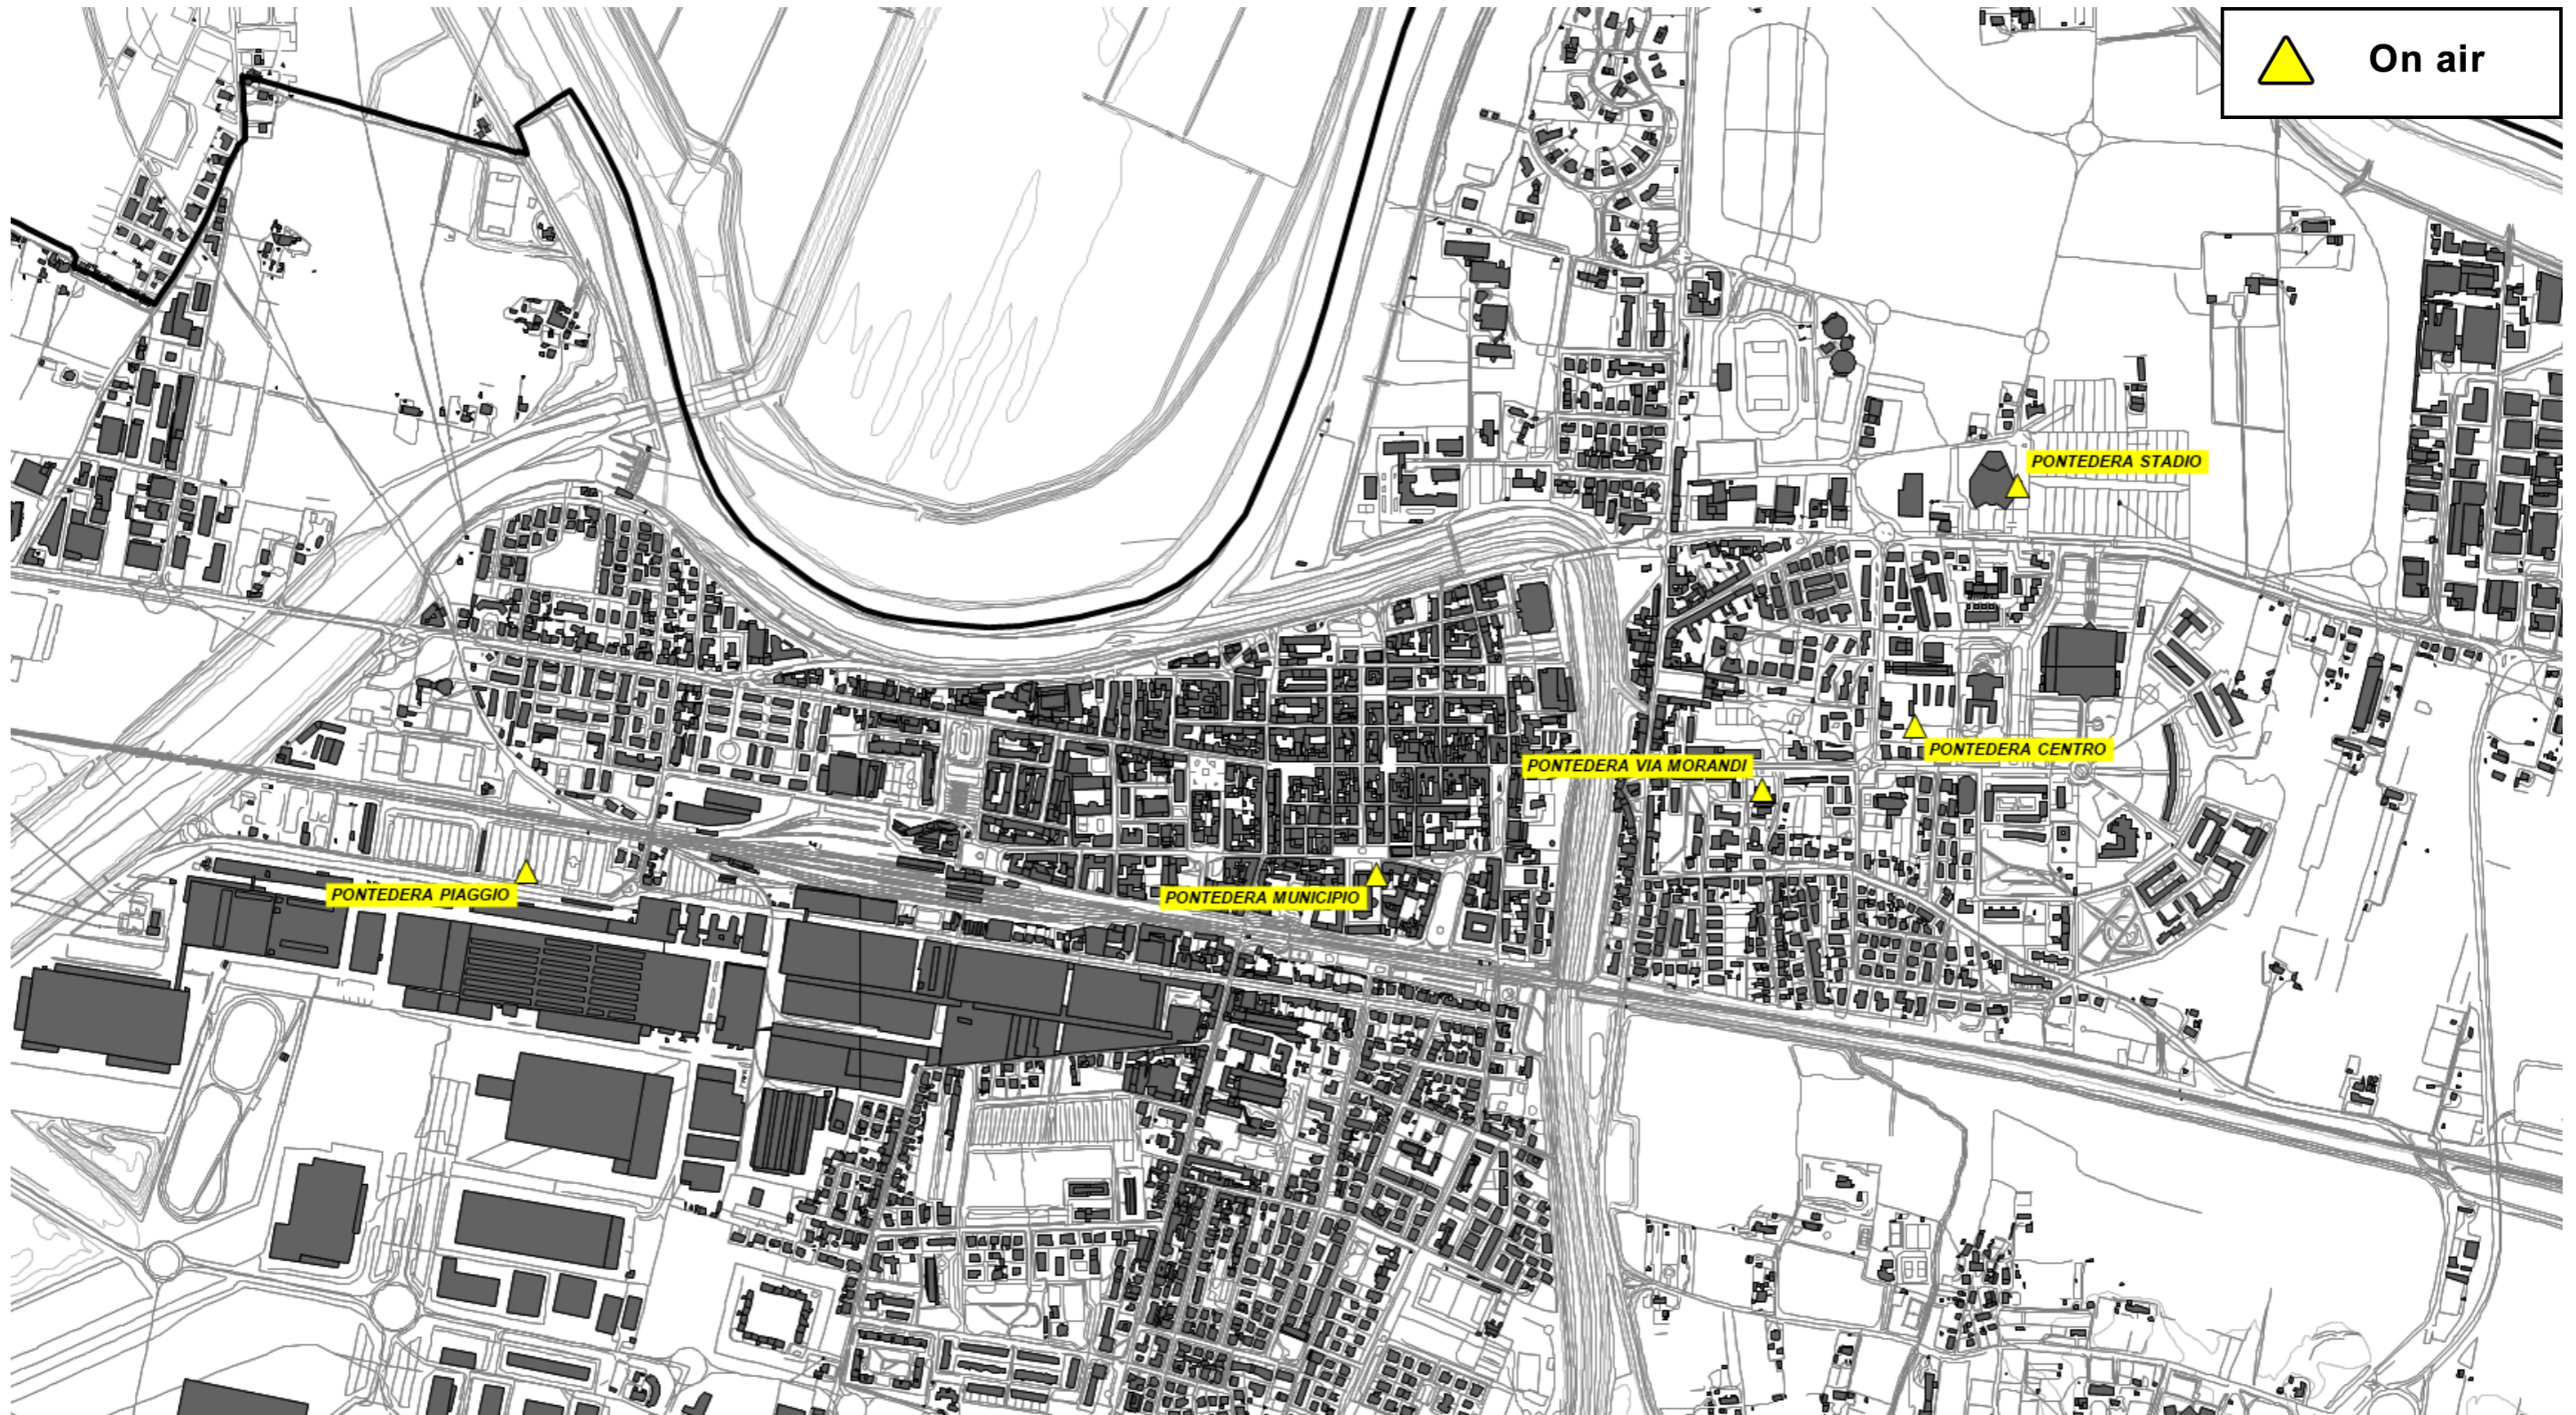 On air
PONTEDERA STADIO
PONTEDERA CENTRO
PONTEDERA VIA MORANDI
PONTEDERA PIAGGIO
PONTEDERA MUNICIPIO